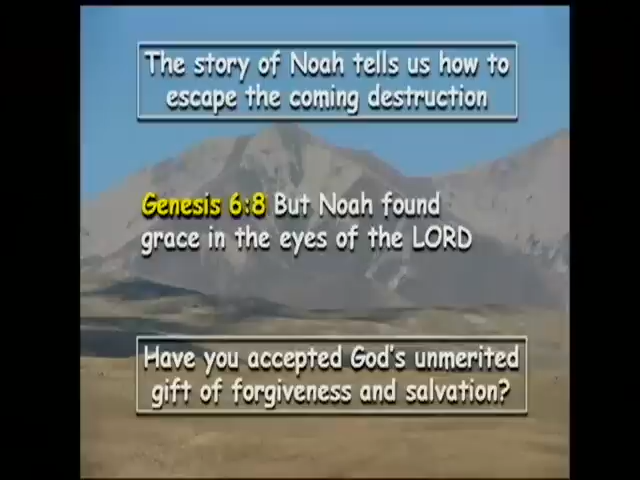 The story of Noah tells us how to
escape the coming destruction
Genesis 6:8 But Noah found
grace in the eyes of the LORD
Have you accepted God's unmerited
gift of forgiveness and salvation?